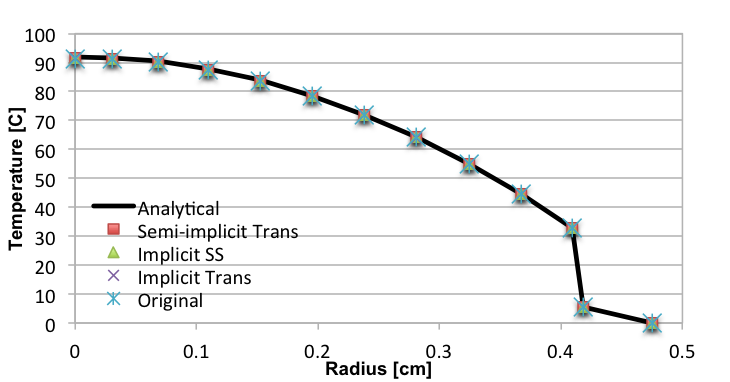 100
90
80
70
60
50
40
30
20
10
0
Temperature [C]
Analytical
Semi-implicit Trans
Implicit SS
Implicit Trans
Original
0 0.1 0.2 0.3 0.4 0.5
Radius [cm]